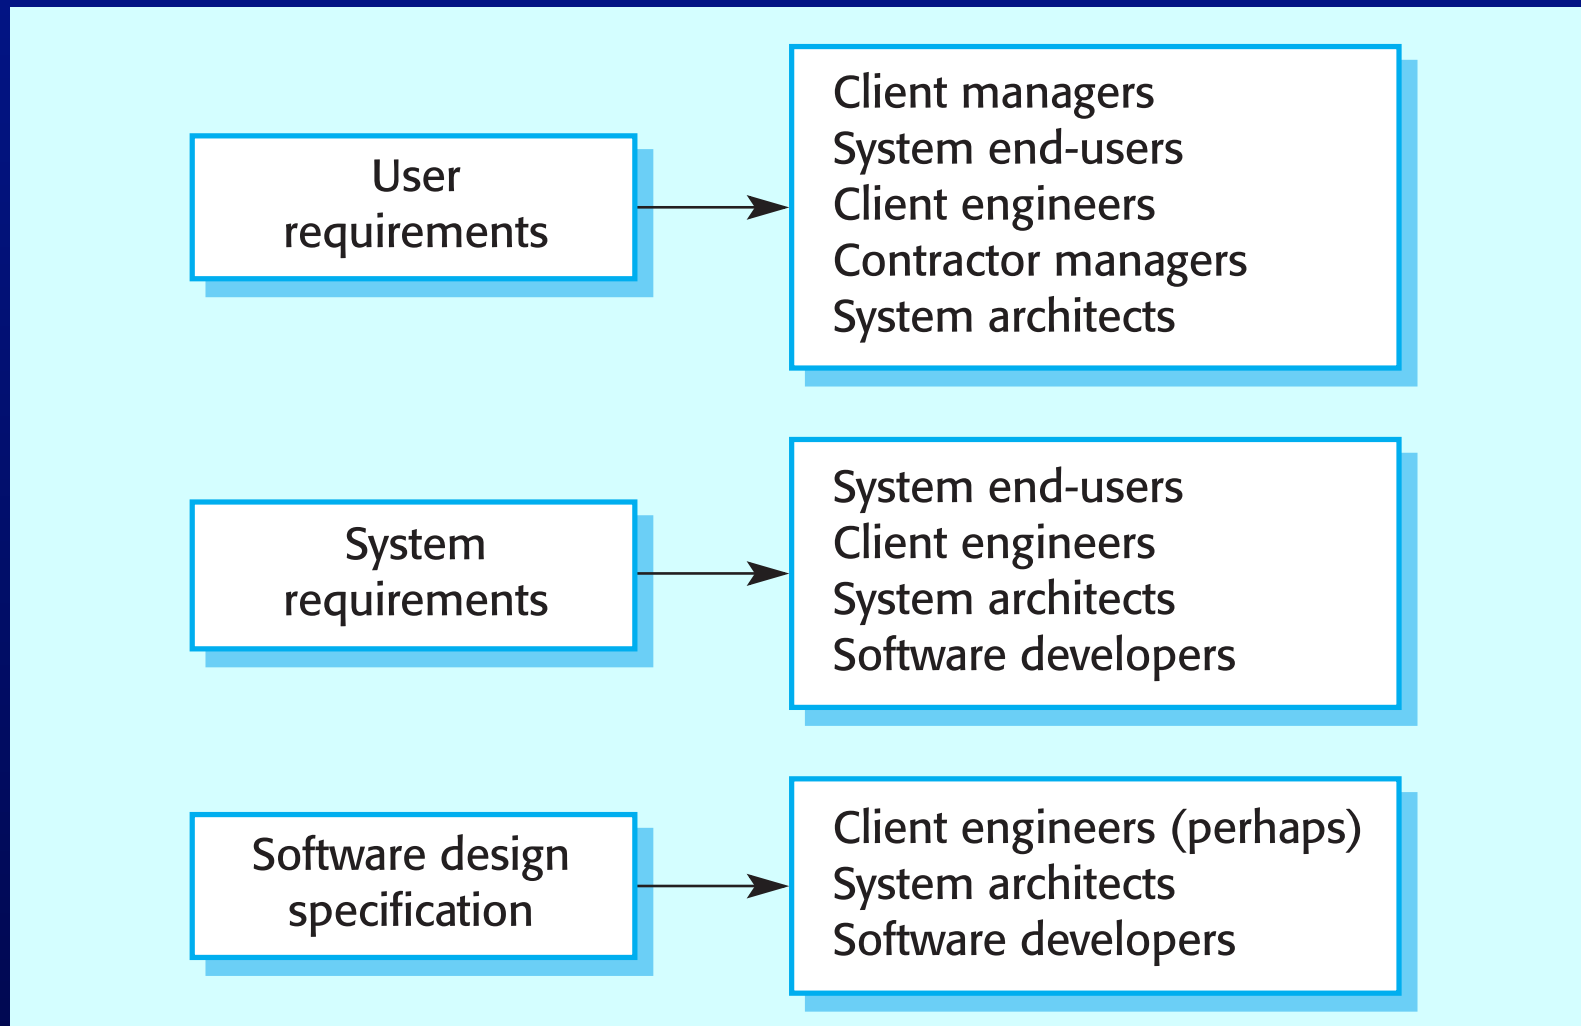 User
requirements
Client managers
System end-users
Client engineers
Contractor managers
System architects
System
requirements
System end-users
Client engineers
System architects
Software developers
Software design
specification
Client engineers (perhaps)
System architects
Software developers